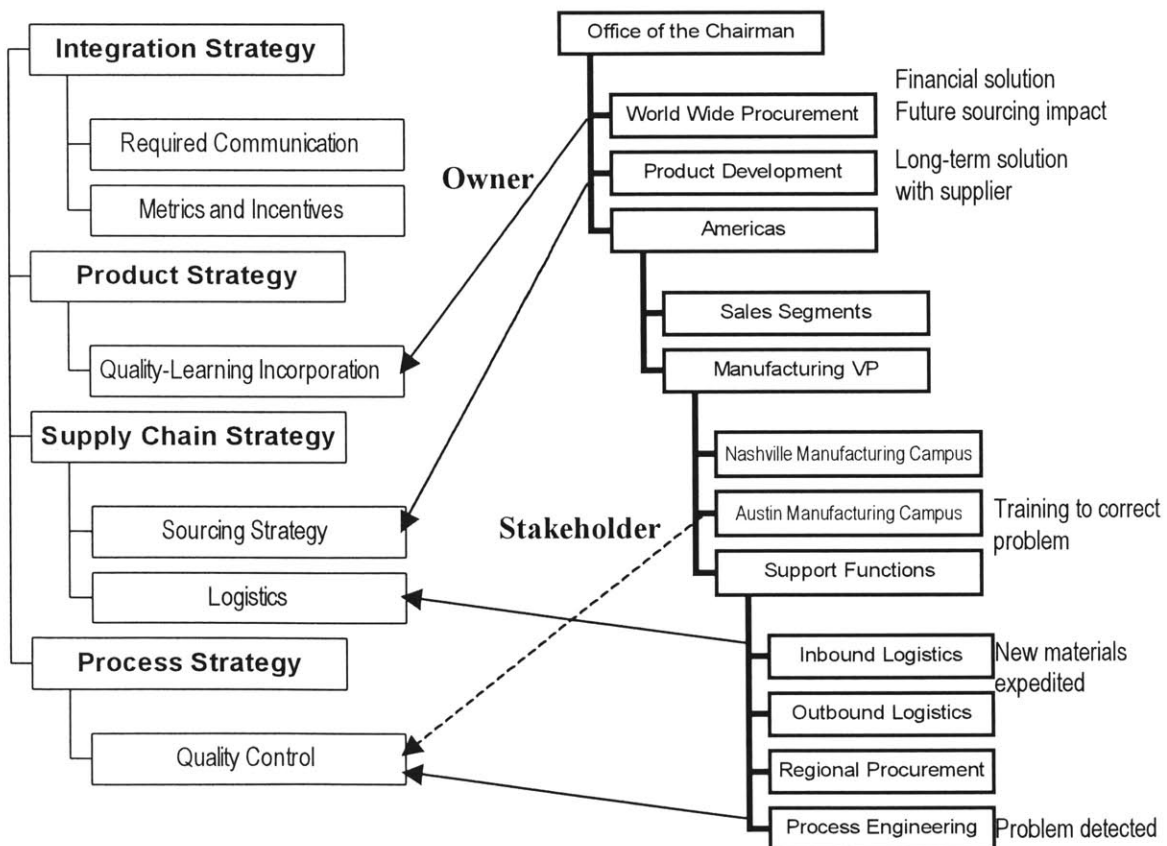 Integration Strategy
Required Communication
Metrics and Incentives
Product Strategy
Quality-Learning Incorporation
Supply Chain Strategy
Sourcing Strategy
Logistics
Process Strategy
Quality Control
Owner
Stakeholder
Office of the Chairman
World Wide Procurement
Financial solution
Future sourcing impact
Product Development
Long-term solution
with supplier
Americas
Sales Segments
Manufacturing VP
Nashville Manufacturing Campus
Austin Manufacturing Campus
Training to correct
problem
Support Functions
Inbound Logistics
New materials
expedited
Outbound Logistics
Regional Procurement
Process Engineering
Problem detected